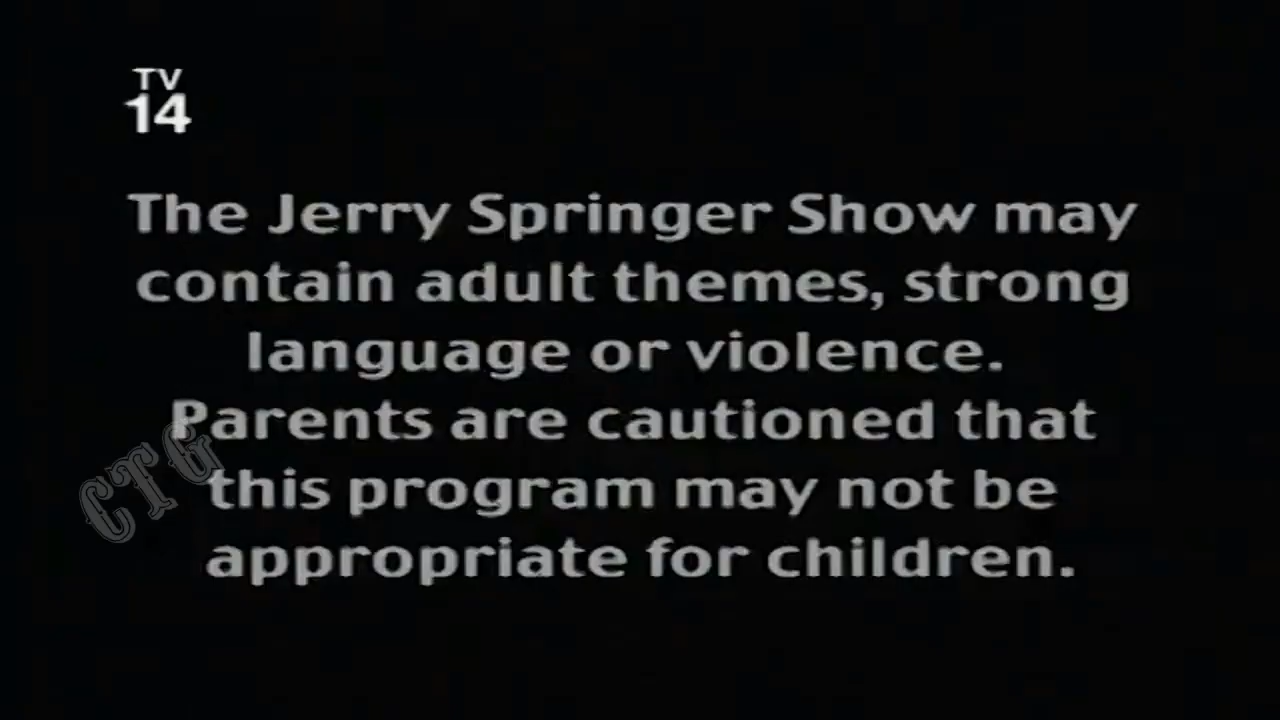 TV
14
The Jerry Springer Show may
contain adult themes, strong
language or violence.
Parents are cautioned that
this program may not be
appropriate for children.
CTG